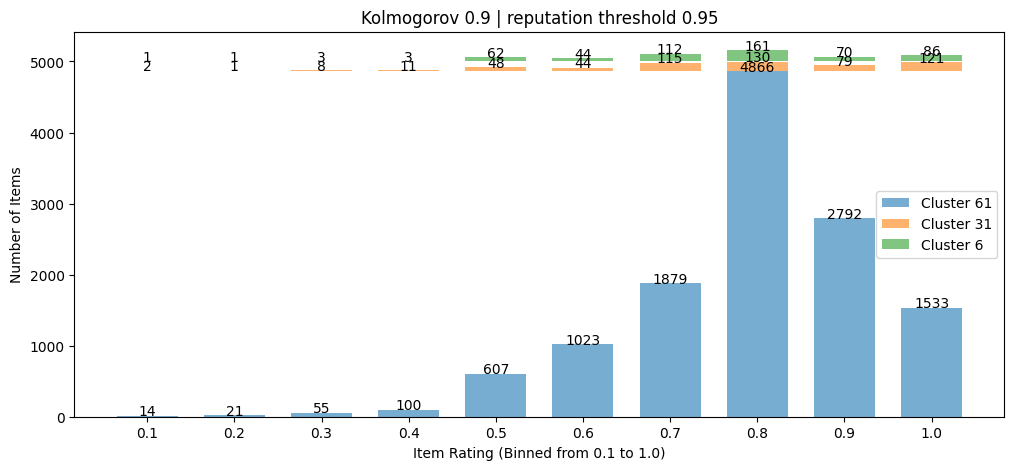 Kolmogorov 0.9 | reputation threshold 0.95
Number of Items
5000
4000
3000
2000
1000
0
1 1 3 3 62 44 112 161 70 86
2 1 8 11 48 44 115 130 79 121
14 21 55 100 607 1023 1879 4866 2792 1533
Cluster 61
Cluster 31
Cluster 6
0.1 0.2 0.3 0.4 0.5 0.6 0.7 0.8 0.9 1.0
Item Rating (Binned from 0.1 to 1.0)